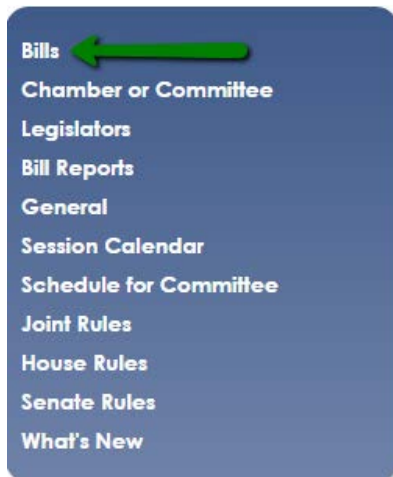 Bills
Chamber or Committee
Legislators
Bill Reports
General
Session Calendar
Schedule for Committee
Joint Rules
House Rules
Senate Rules
What's New